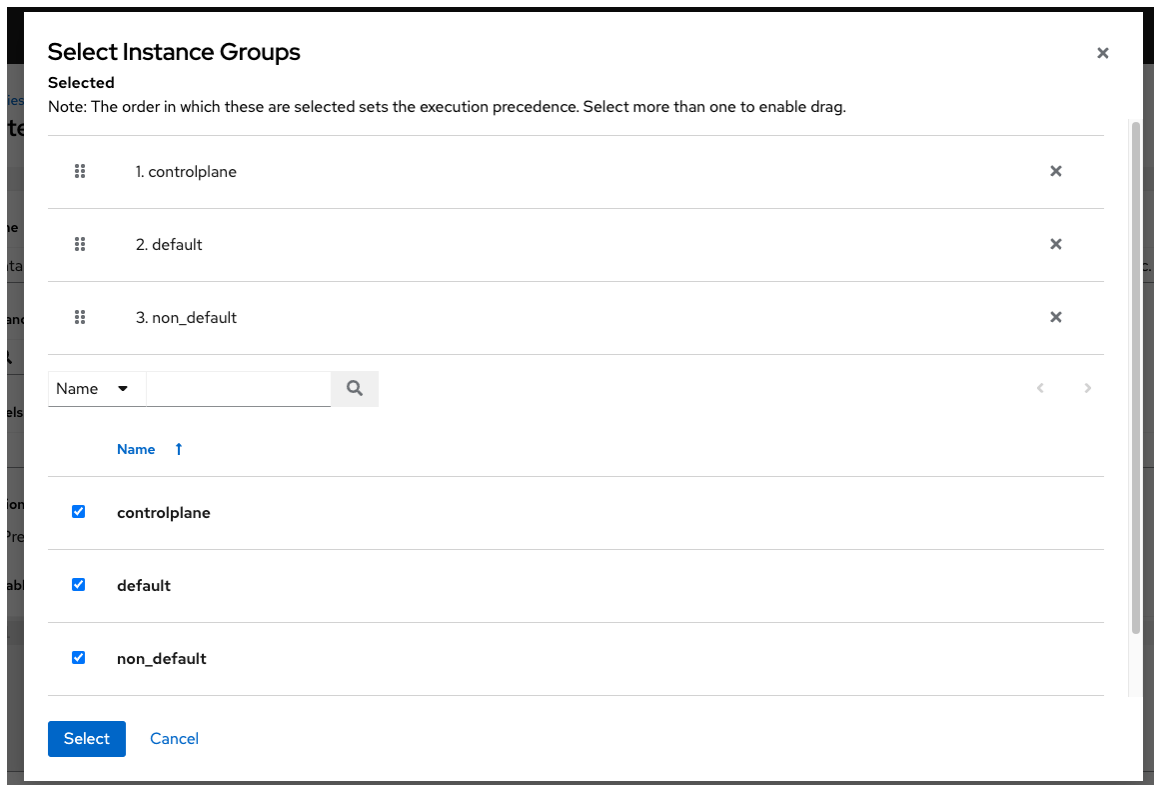 Select Instance Groups
Selected
Note: The order in which these are selected sets the execution precedence. Select more than one to enable drag.
1. controlplane
2. default
3. non_default
Name
Name
controlplane
default
non_default
Select Cancel